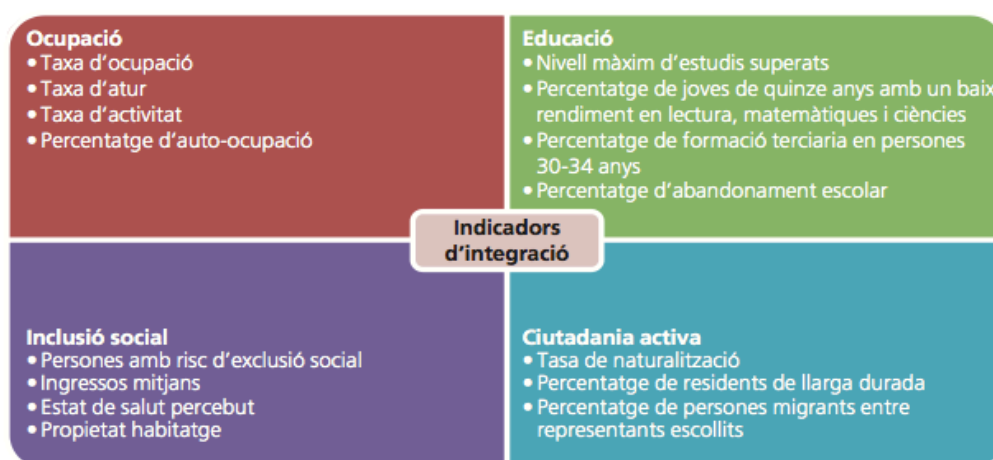 Ocupació
• Taxa d'ocupació
• Taxa d'atur
• Taxa d'activitat
• Percentatge d'auto-ocupació
Educació
• Nivell màxim d'estudis superats
• Percentatge de joves de quinze anys amb un baix
rendiment en lectura, matemàtiques i ciències
• Percentatge de formació terciaria en persones
30-34 anys
• Percentatge d'abandonament escolar
Indicadors
d'integració
Inclusió social
• Persones amb risc d'exclusió social
• Ingressos mitjans
• Estat de salut percebut
• Propietat habitatge
Ciutadania activa
• Tasa de naturalització
• Percentatge de residents de llarga durada
• Percentatge de persones migrants entre
representants escollits